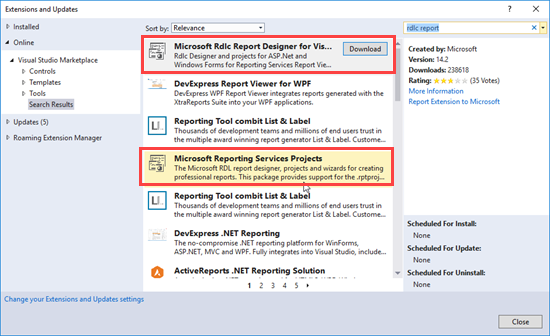 Extensions and Updates
Installed
Online
Visual Studio Marketplace
Controls
Templates
Tools
Search Results
Updates (5)
Roaming Extension Manager
Sort by: Relevance
Microsoft Rdlc Report Designer for Vis...
Rdlc Designer and projects for ASP.Net and
Windows Forms for Reporting Services Report Vie...
Download
DevExpress Report Viewer for WPF
DevExpress WPF Report Viewer integrates reports generated with the
XtraReports Suite into your WPF application.
Reporting Tool combit List & Label
Thousands of development teams and millions of end users trust in
the multiple award winning report generator List & Label. Custome...
Microsoft Reporting Services Projects
The Microsoft RDL report designer, projects and wizards for creating
professional reports. This package provides support for the .rptproj...
Reporting Tool combit List & Label
Thousands of development teams and millions of end users trust in
the multiple award winning report generator List & Label. Custome...
DevExpress .NET Reporting
The no-compromise .NET reporting platform for WinForms,
ASP.NET, MVC and WPF. Fully integrates into Visual Studio, include...
ActiveReports .NET Reporting Solution
1 2 3 4 5
rdlc report
Created by: Microsoft
Version: 14.2
Downloads: 238618
Rating: (35 Votes)
More Information
Report Extension to Microsoft
Scheduled For Install:
None
Scheduled For Update:
None
Scheduled For Uninstall:
None
Change your Extensions and Updates settings
Close